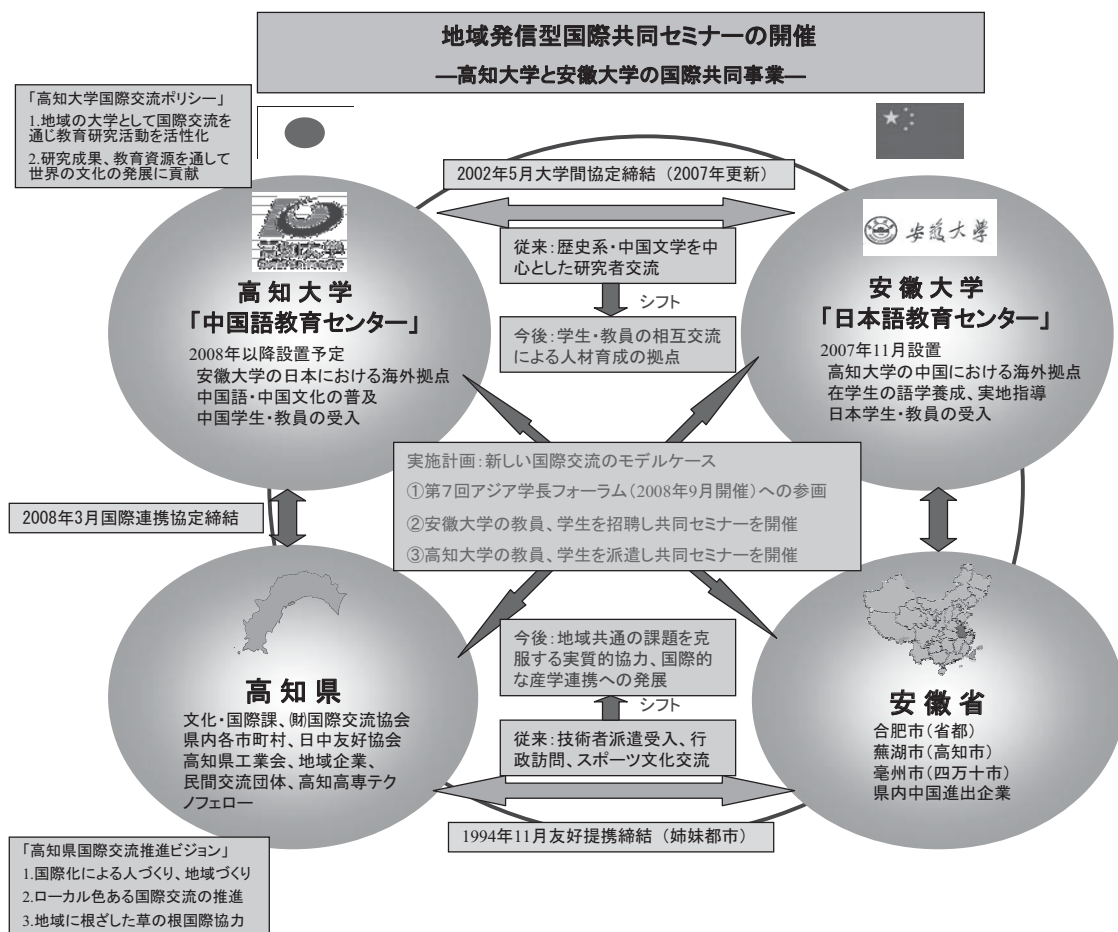 地域発信型国際共同セミナーの開催
―高知大学と安徽大学の国際共同事業―
「高知大学国際交流ポリシー」
1.地域の大学として国際交流を
通じ教育研究活動を活性化
2.研究成果、教育資源を通して
世界の文化の発展に貢献
2002年5月大学間協定締結（2007年更新）
従来：歴史系・中国文学を中
心とした研究者交流
シフト
今後：学生・教員の相互交流
による人材育成の拠点
高知大学
「中国語教育センター」
2008年以降設置予定
安徽大学の日本における海外拠点
中国語・中国文化の普及
中国学生・教員の受入
安徽大學
安徽大学
「日本語教育センター」
2007年11月設置
高知大学の中国における海外拠点
在学生の語学養成、実地指導
日本学生・教員の受入
実施計画：新しい国際交流のモデルケース
①第7回アジア学長フォーラム（2008年9月開催）への参画
②安徽大学の教員、学生を招聘し共同セミナーを開催
③高知大学の教員、学生を派遣し共同セミナーを開催
2008年3月国際連携協定締結
高知県
文化・国際課、㈶国際交流協会
県内各市町村、日中友好協会
高知県工業会、地域企業、
民間交流団体、高知高専テク
ノフェロー
今後：地域共通の課題を克
服する実質的協力、国際的
な産学連携への発展
シフト
従来：技術者派遣受入、行
政訪問、スポーツ文化交流
安徽省
合肥市（省都）
蕪湖市（高知市）
亳州市（四万十市）
県内中国進出企業
1994年11月友好提携締結（姉妹都市）
「高知県国際交流推進ビジョン」
1.国際化による人づくり、地域づくり
2.ローカル色ある国際交流の推進
3.地域に根ざした草の根国際協力